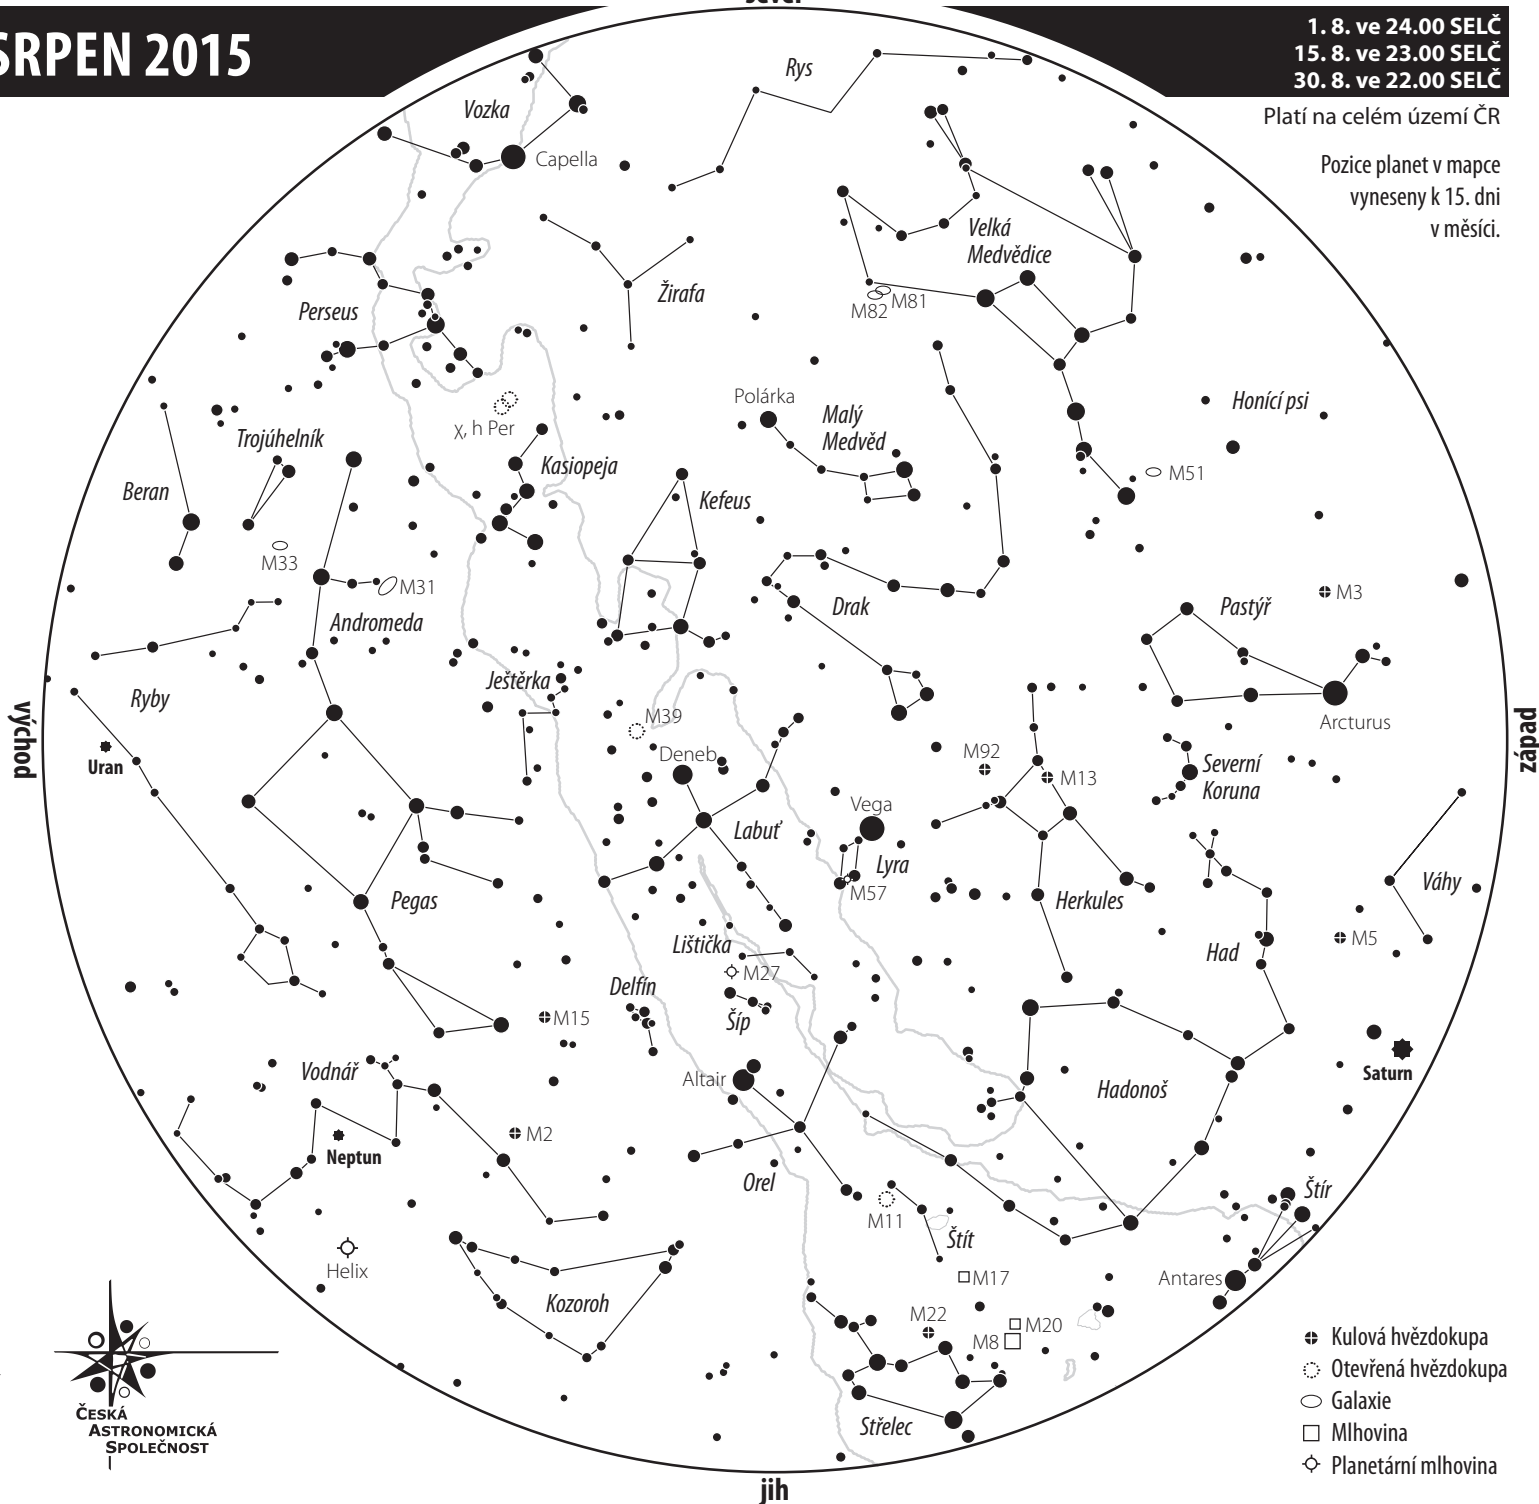 SRPEN 2015
1. 8. ve 24.00 SELČ
15. 8. ve 23.00 SELČ
30. 8. ve 22.00 SELČ
Platí na celém území ČR
Pozice planet v mapce
vyneseny k 15. dni
v měsíci.
Rys
Vozka
Capella
Velká
Medvědice
Žirafa
M82
M81
Perseus
Polárka
Malý
Medvěd
Honící psi
χ, h Per
Trojúhelník
Kasiopeja
M51
Beran
Kefeus
M33
M31
M3
Andromeda
Drak
Pastýř
Ještěrka
Ryby
M39
Arcturus
východ
západ
Uran
Deneb
M92
M13
Severní
Koruna
Vega
Labuť
Lyra
M57
Pegas
Herkules
Váhy
Lištička
M5
Had
M27
Delfín
M15
Šíp
Vodnář
Altair
Saturn
Hadonoš
M2
Neptun
Orel
Štír
M11
Štít
Helix
M17
Antares
Kozoroh
M22
M20
M8
Střelec
jih
Kulová hvězdokupa
Otevřená hvězdokupa
Galaxie
Mlhovina
Planetární mlhovina
ČESKÁ
ASTRONOMICKÁ
SPOLEČNOST